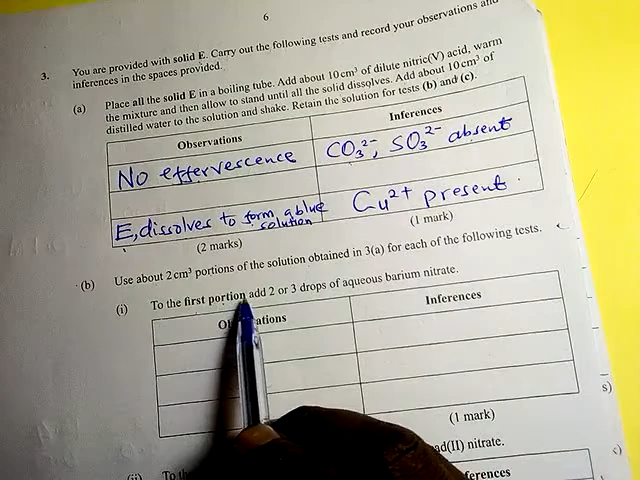 6
3. You are provided with solid E. Carry out the following tests and record your observations and
inferences in the spaces provided.
(a) Place all the solid E in a boiling tube. Add about 10 cm³ of dilute nitric(V) acid, warm
the mixture and then allow to stand until all the solid dissolves. Add about 10 cm³ of
distilled water to the solution and shake. Retain the solution for tests (b) and (c).
Observations Inferences
No effervescence CO₃²⁻, SO₃²⁻ absent
E, dissolves to form a blue solution Cu²⁺ present.
(2 marks) (1 mark)
(b) Use about 2 cm³ portions of the solution obtained in 3(a) for each of the following tests.
(i) To the first portion add 2 or 3 drops of aqueous barium nitrate.
Inferences
(1 mark)
(II) nitrate.